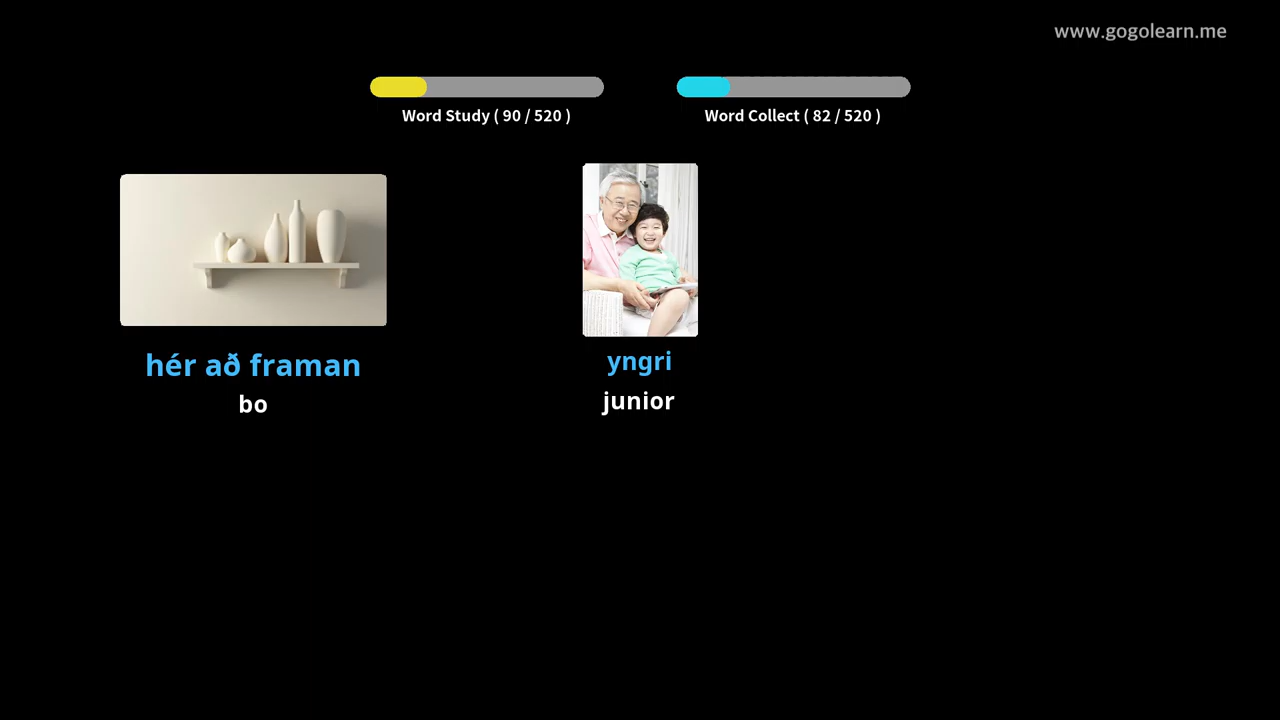 www.gogolearn.me
Word Study ( 90 / 520 )
Word Collect ( 82 / 520 )
hér að framan
bo
yngri
junior